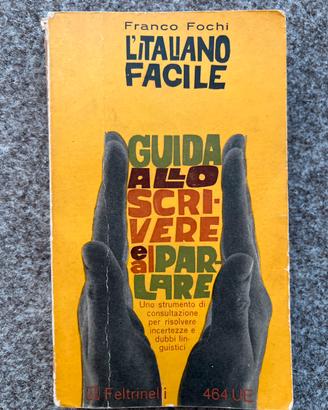 Franco Fochi
L'ITALIANO
FACILE
GUIDA
ALLO
SCRI-
VERE
e al PAR-
LARE
Uno strumento di
consultazione
per risolvere
incertezze e
dubbi lin-
guistici
Feltrinelli 464 UE